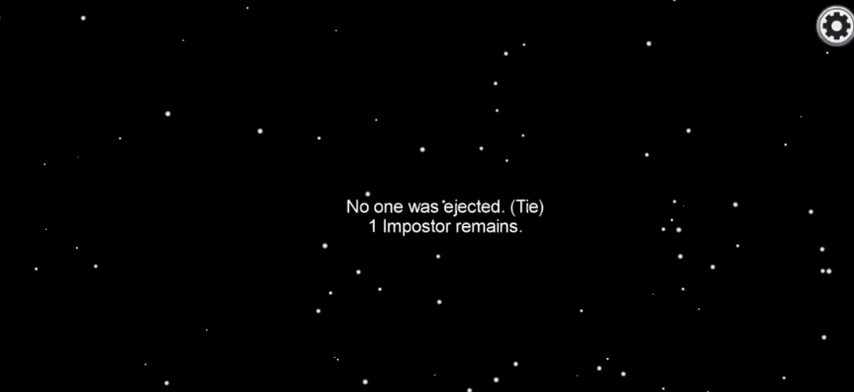 No one was ejected. (Tie)
1 Impostor remains.